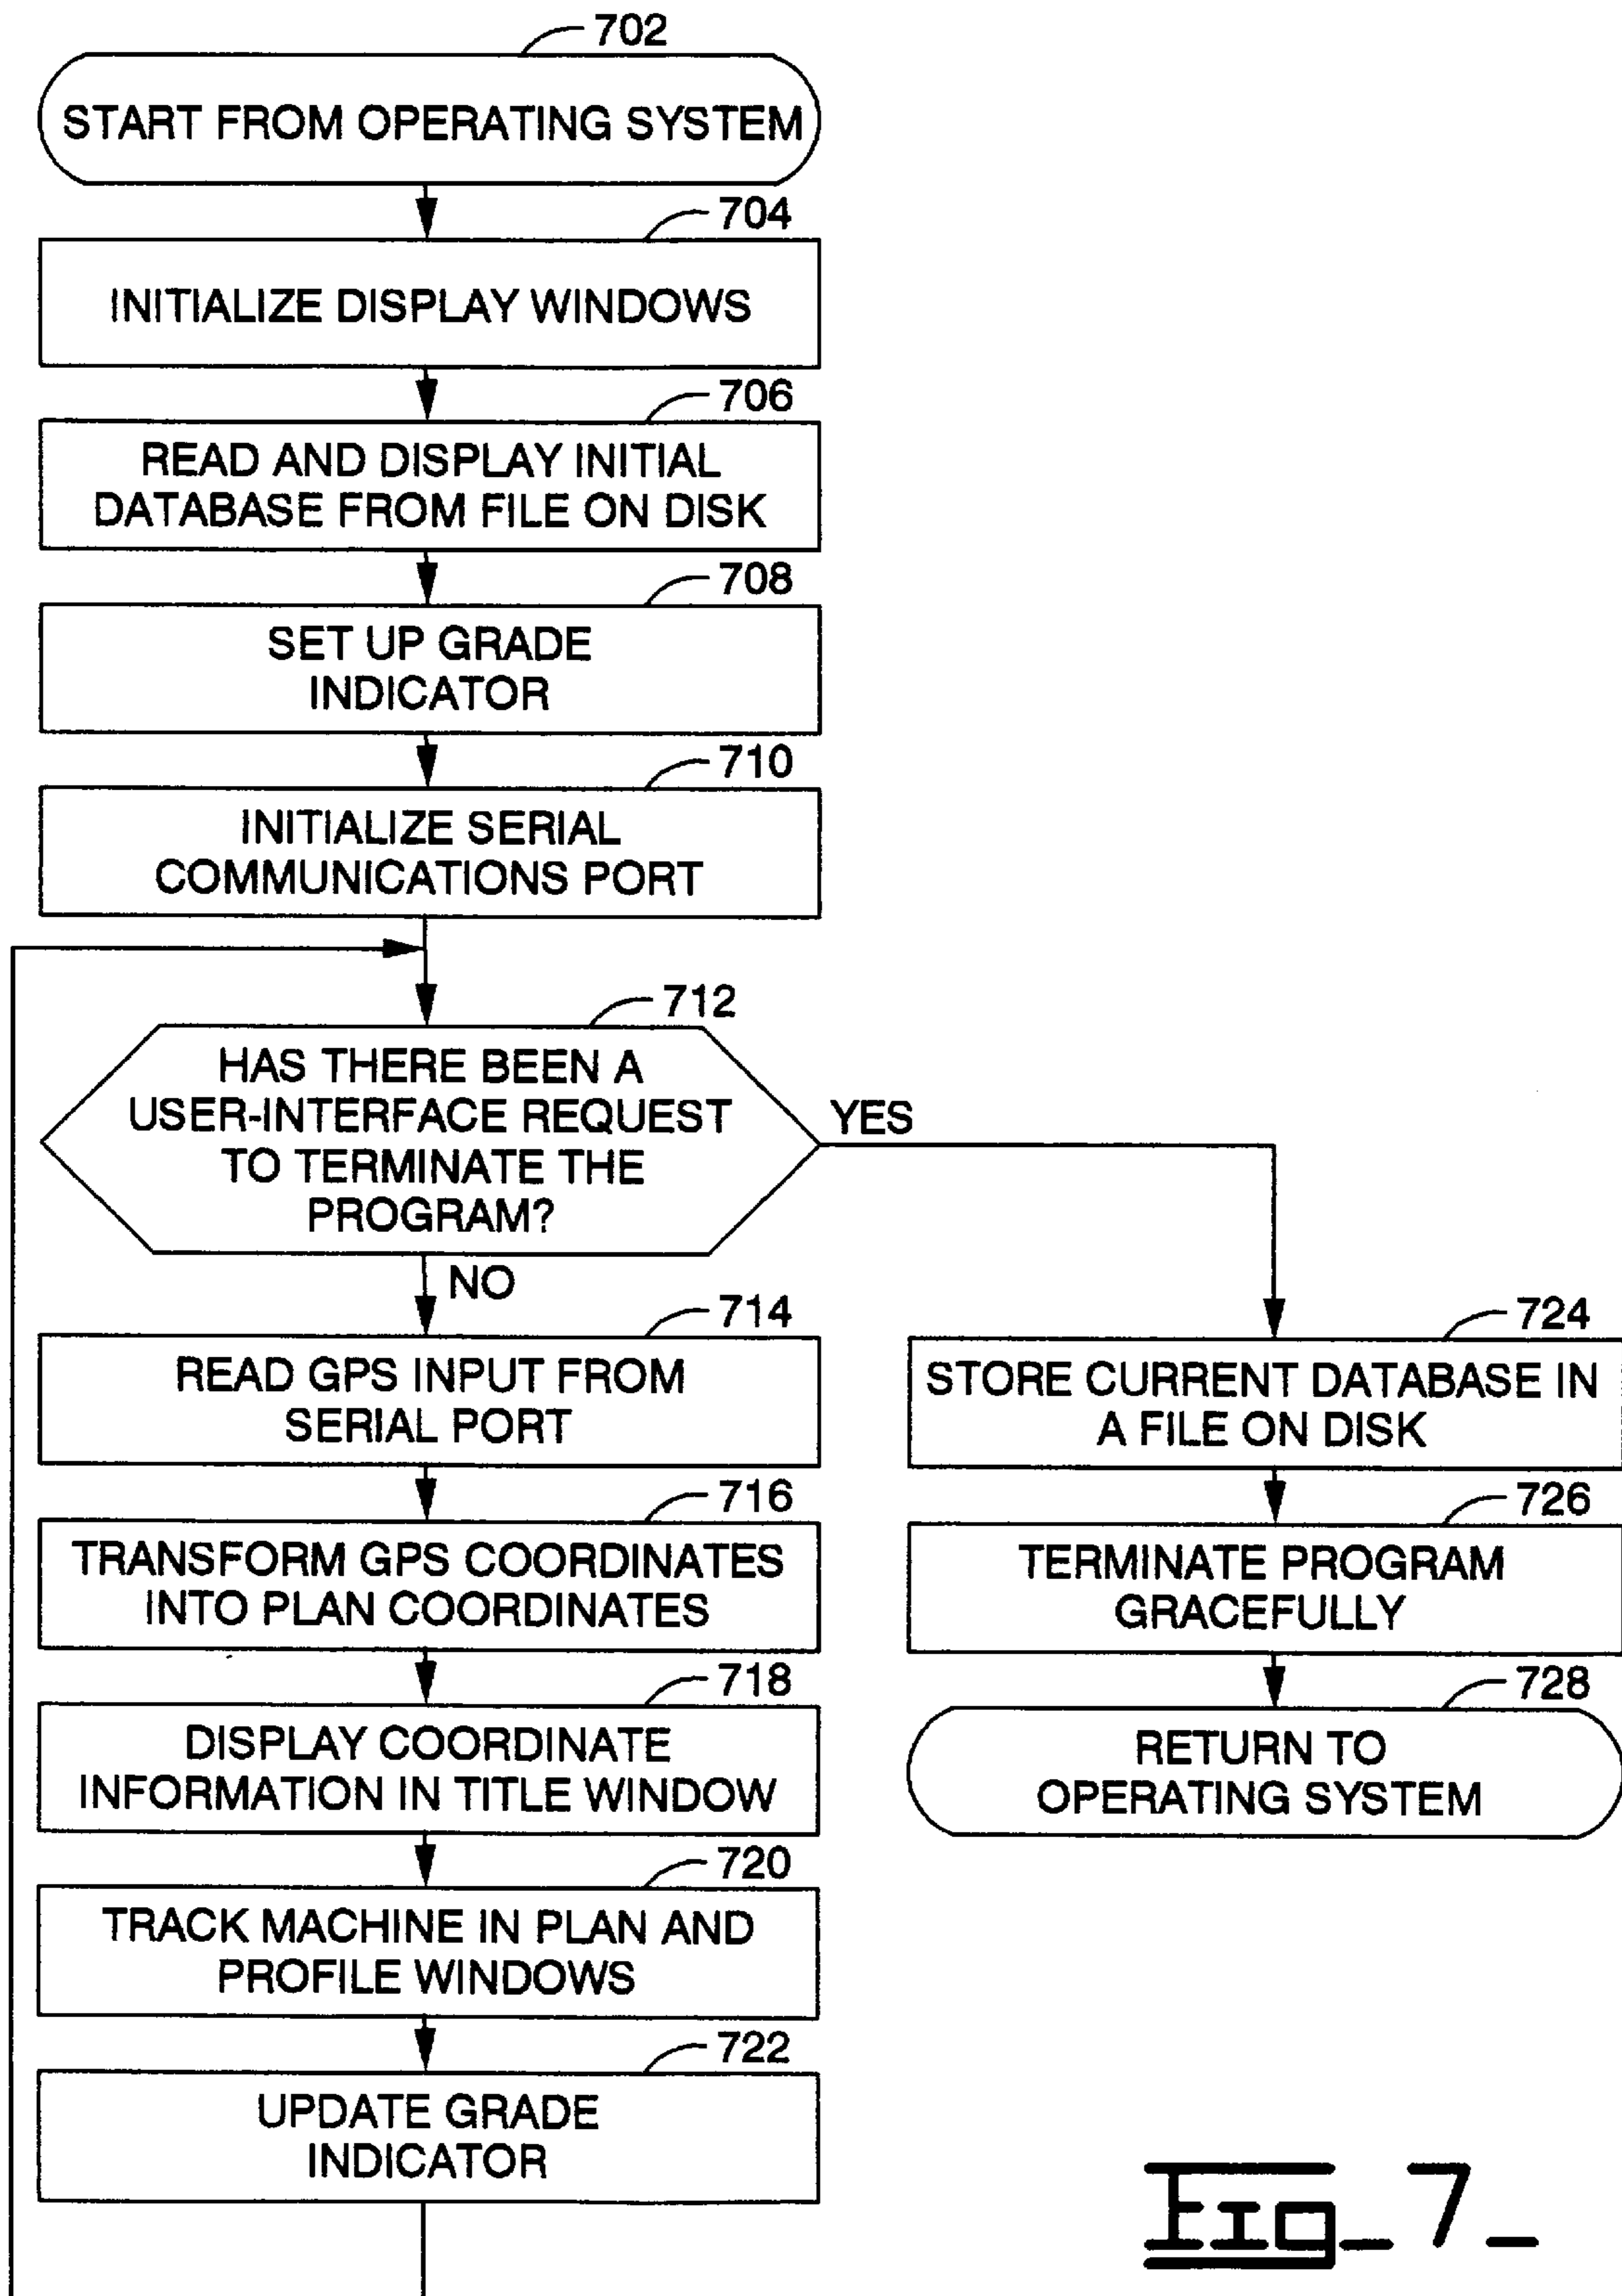 702
START FROM OPERATING SYSTEM
704
INITIALIZE DISPLAY WINDOWS
706
READ AND DISPLAY INITIAL
DATABASE FROM FILE ON DISK
708
SET UP GRADE
INDICATOR
710
INITIALIZE SERIAL
COMMUNICATIONS PORT
712
HAS THERE BEEN A
USER-INTERFACE REQUEST
TO TERMINATE THE
PROGRAM?
YES
NO
714
READ GPS INPUT FROM
SERIAL PORT
716
TRANSFORM GPS COORDINATES
INTO PLAN COORDINATES
718
DISPLAY COORDINATE
INFORMATION IN TITLE WINDOW
720
TRACK MACHINE IN PLAN AND
PROFILE WINDOWS
722
UPDATE GRADE
INDICATOR
724
STORE CURRENT DATABASE IN
A FILE ON DISK
726
TERMINATE PROGRAM
GRACEFULLY
728
RETURN TO
OPERATING SYSTEM
Fig_ 7_